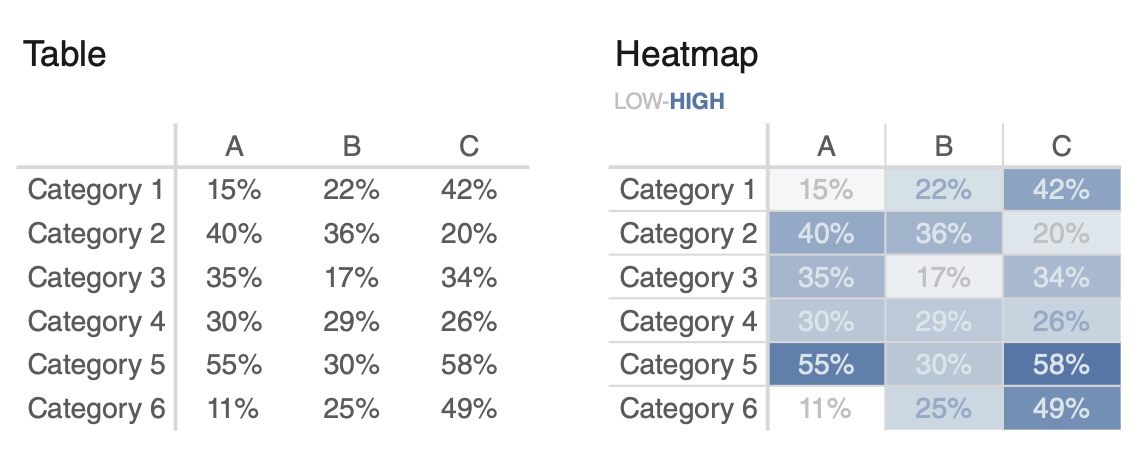 Table
A B C
Category 1 15% 22% 42%
Category 2 40% 36% 20%
Category 3 35% 17% 34%
Category 4 30% 29% 26%
Category 5 55% 30% 58%
Category 6 11% 25% 49%
Heatmap
LOW-HIGH
A B C
Category 1 15% 22% 42%
Category 2 40% 36% 20%
Category 3 35% 17% 34%
Category 4 30% 29% 26%
Category 5 55% 30% 58%
Category 6 11% 25% 49%